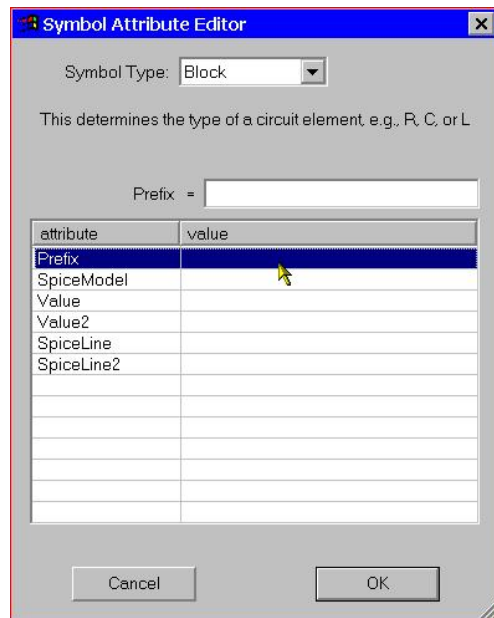 Symbol Attribute Editor
Symbol Type: Block
This determines the type of a circuit element, e.g., R, C, or L
Prefix =
attribute value
Prefix
SpiceModel
Value
Value2
SpiceLine
SpiceLine2
Cancel OK